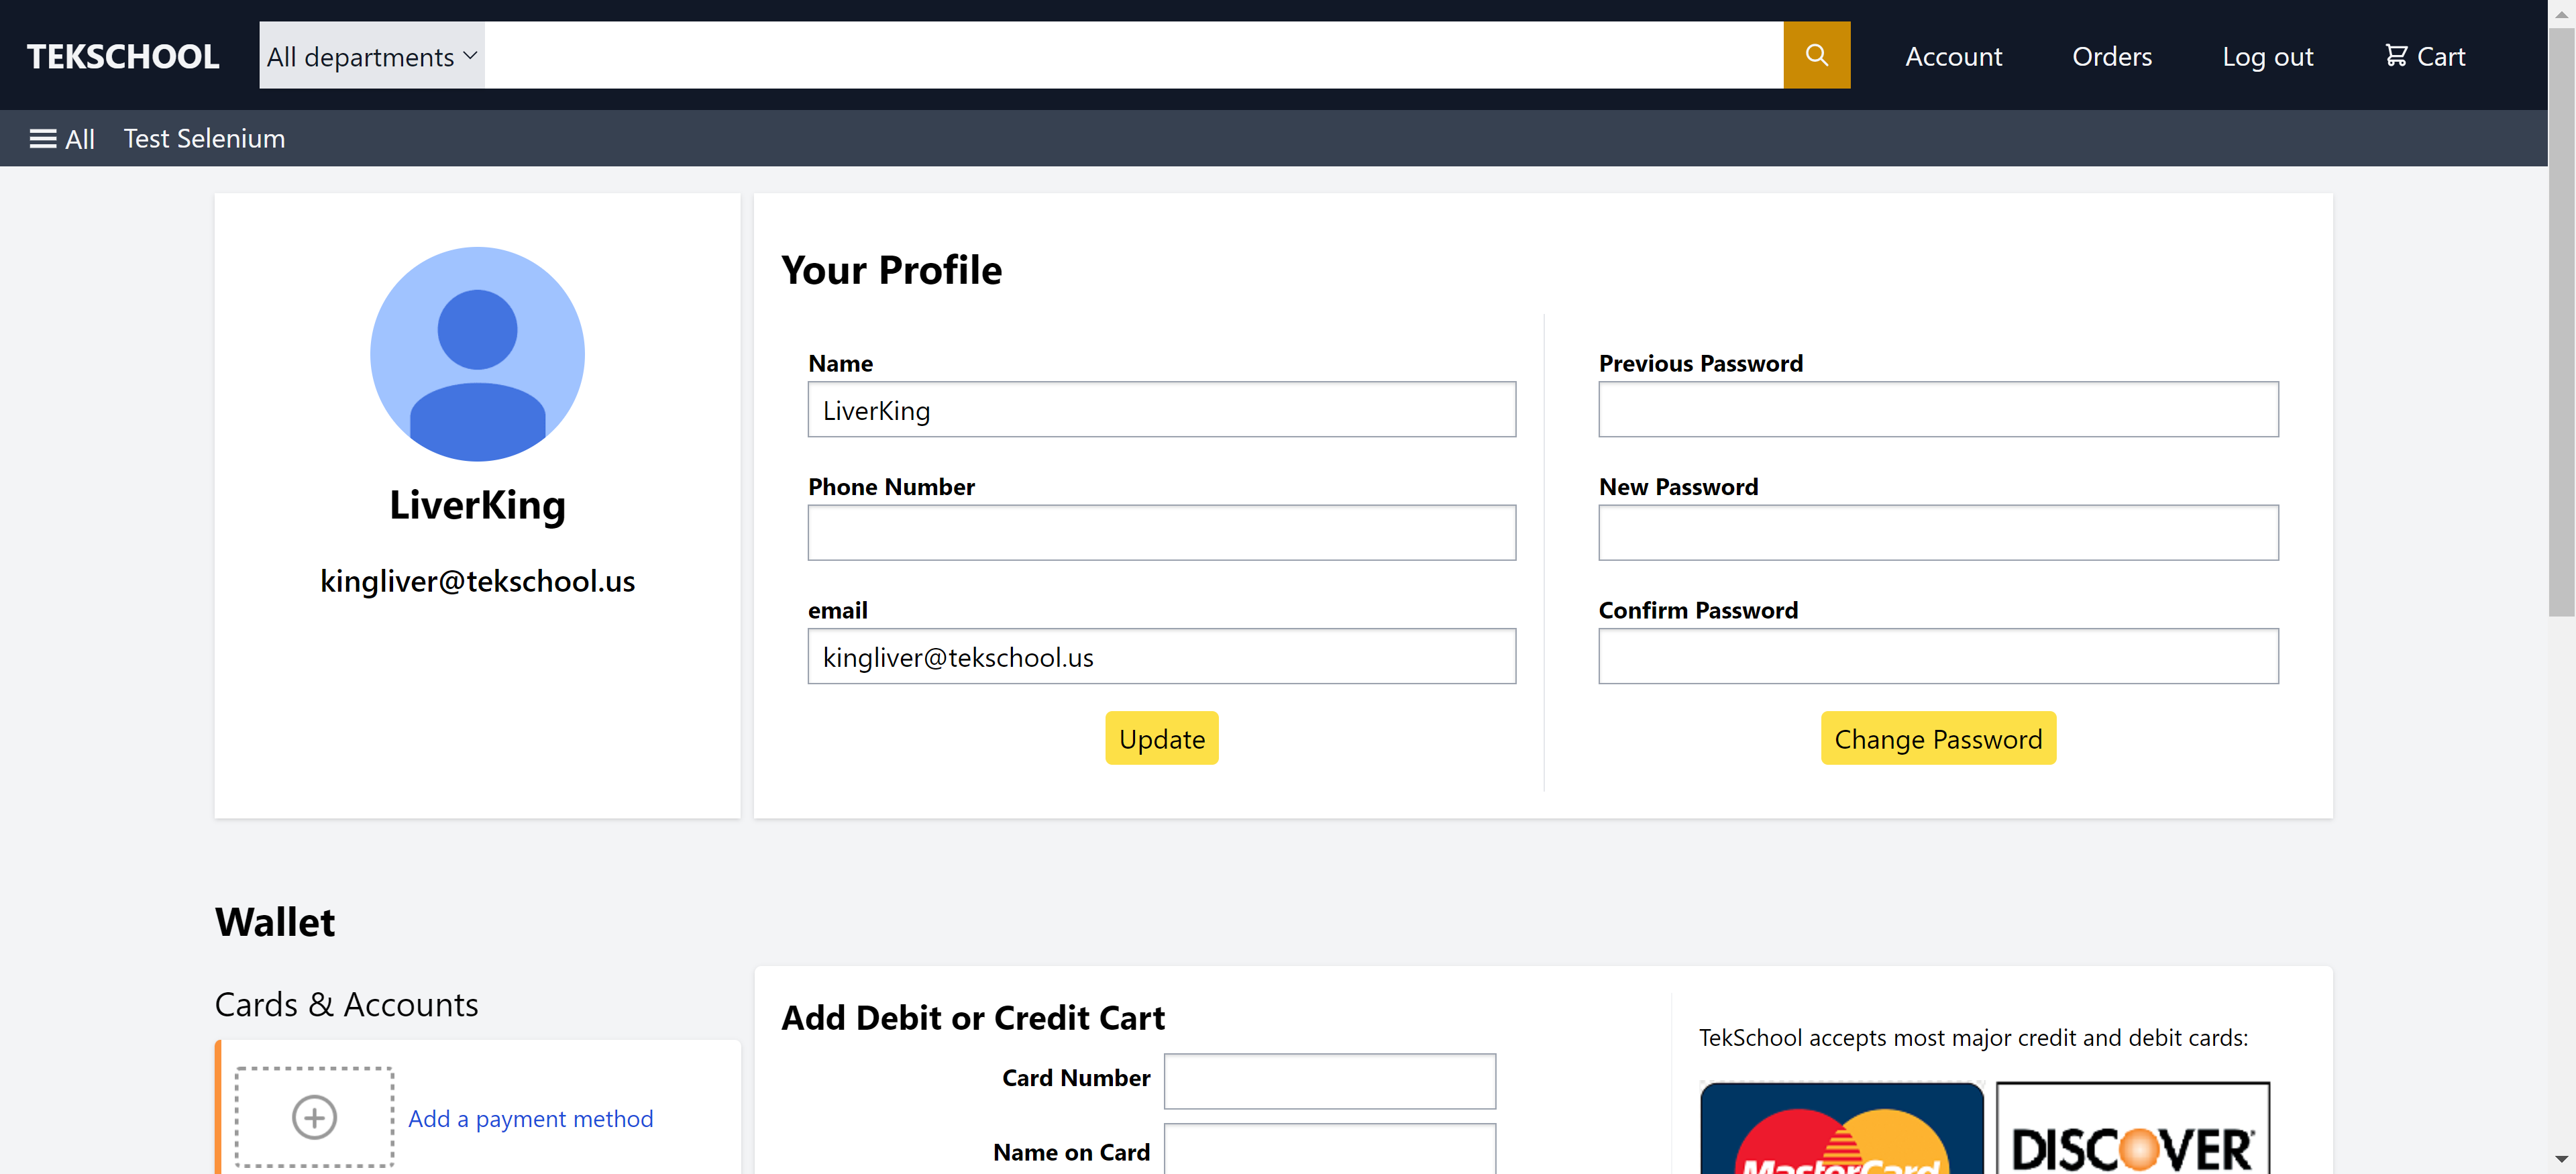 TEKSCHOOL
All departments
Account
Orders
Log out
Cart
All
Test Selenium
LiverKing
kingliver@tekschool.us
Your Profile
Name
LiverKing
Phone Number
email
kingliver@tekschool.us
Update
Previous Password
New Password
Confirm Password
Change Password
Wallet
Cards & Accounts
Add a payment method
Add Debit or Credit Cart
Card Number
Name on Card
TekSchool accepts most major credit and debit cards:
MasterCard
DISCOVER